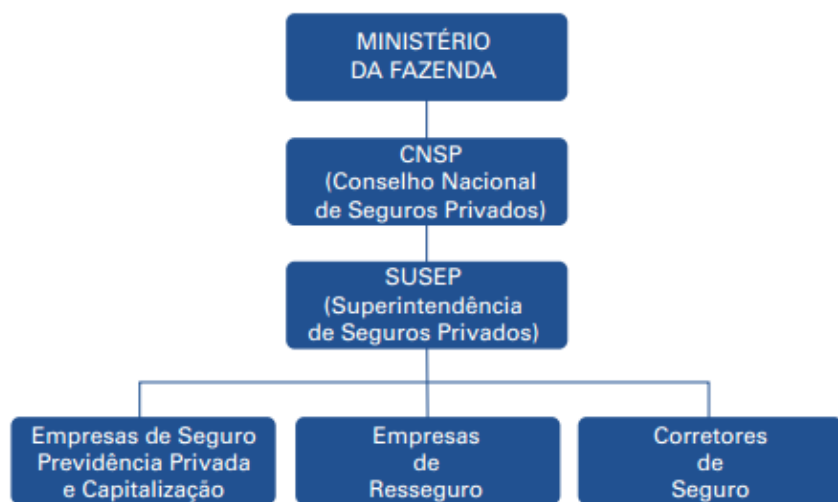 MINISTÉRIO
DA FAZENDA
CNSP
(Conselho Nacional
de Seguros Privados)
SUSEP
(Superintendência
de Seguros Privados)
Empresas de Seguro
Previdência Privada
e Capitalização
Empresas
de
Resseguro
Corretores
de
Seguro